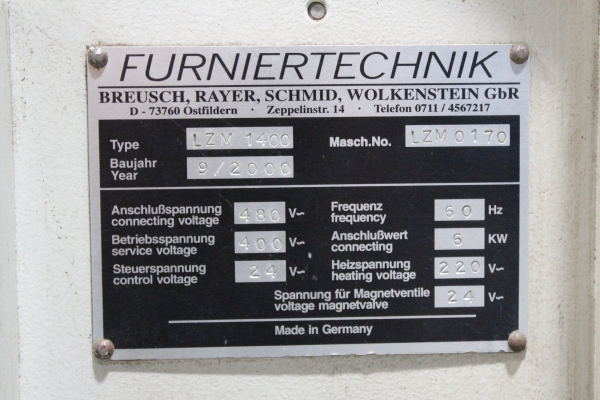 FURNIERTECHNIK
BREUSCH, RAYER, SCHMID, WOLKENSTEIN GbR
D - 73760 Ostfildern · Zeppelinstr. 14 · Telefon 0711 / 4567217
Type LZM 1400 Masch.No. LZM 0170
Baujahr
Year 9/2000
Anschlußspannung
connecting voltage 480 V~
Frequenz
frequency 60 Hz
Betriebsspannung
service voltage 400 V~
Anschlußwert
connecting 6 KW
Steuerspannung
control voltage 24 V~
Heizspannung
heating voltage 220 V~
Spannung für Magnetventile
voltage magnetvalve 24 V~
Made in Germany